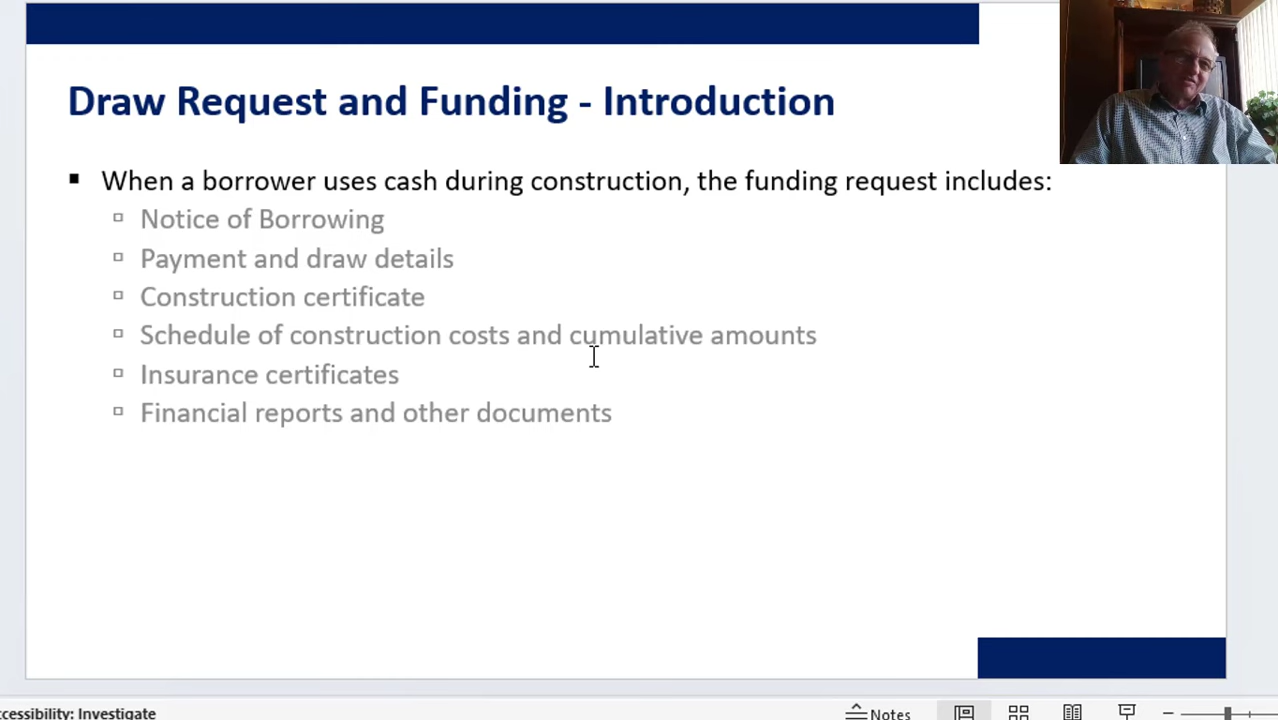 Draw Request and Funding - Introduction
When a borrower uses cash during construction, the funding request includes:
Notice of Borrowing
Payment and draw details
Construction certificate
Schedule of construction costs and cumulative amounts
Insurance certificates
Financial reports and other documents
ccessibility: Investigate
Notes